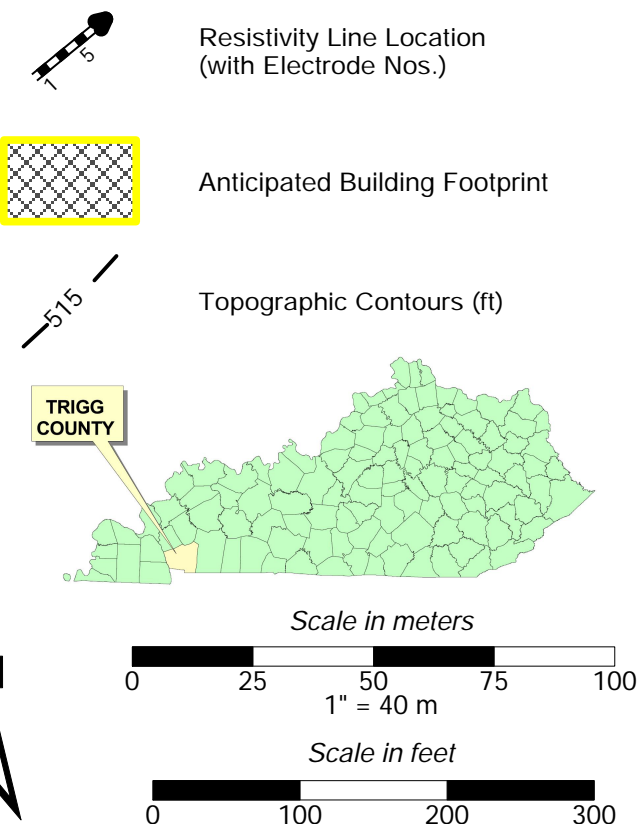 1 5
Resistivity Line Location
(with Electrode Nos.)
Anticipated Building Footprint
515
Topographic Contours (ft)
TRIGG
COUNTY
Scale in meters
0 25 50 75 100
1" = 40 m
Scale in feet
0 100 200 300